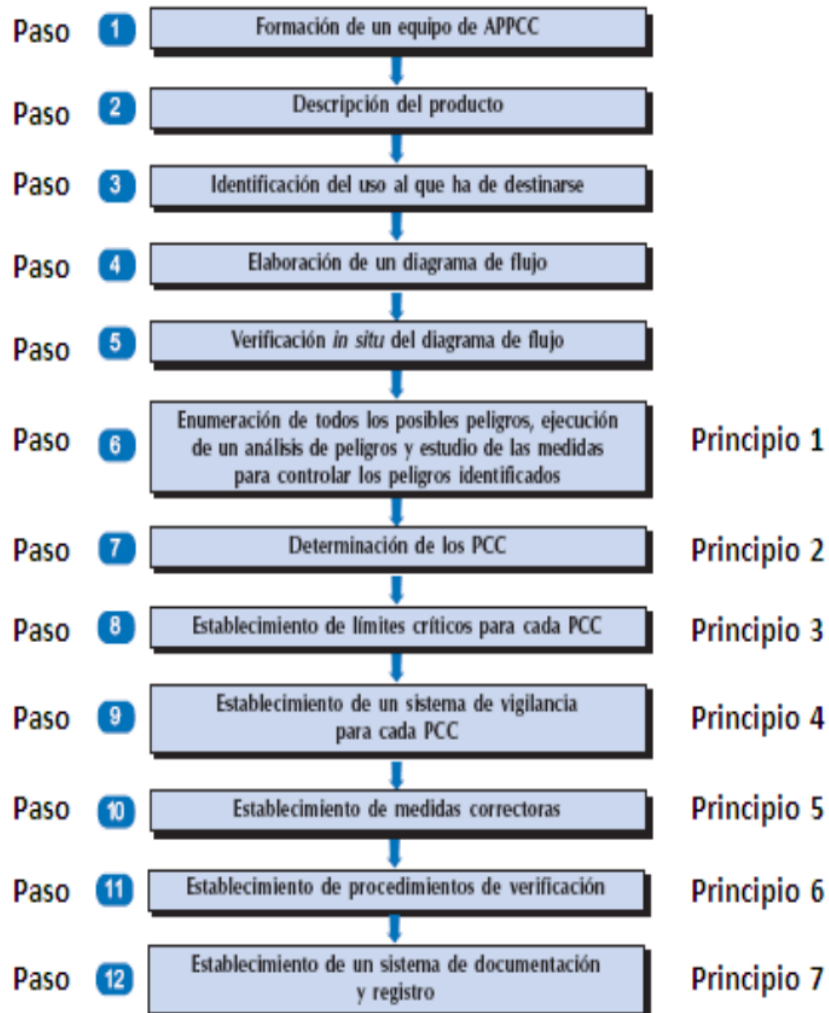 Paso 1 Formación de un equipo de APPCC
Paso 2 Descripción del producto
Paso 3 Identificación del uso al que ha de destinarse
Paso 4 Elaboración de un diagrama de flujo
Paso 5 Verificación in situ del diagrama de flujo
Paso 6 Enumeración de todos los posibles peligros, ejecución
de un análisis de peligros y estudio de las medidas
para controlar los peligros identificados
Principio 1
Paso 7 Determinación de los PCC Principio 2
Paso 8 Establecimiento de límites críticos para cada PCC Principio 3
Paso 9 Establecimiento de un sistema de vigilancia
para cada PCC
Principio 4
Paso 10 Establecimiento de medidas correctoras Principio 5
Paso 11 Establecimiento de procedimientos de verificación Principio 6
Paso 12 Establecimiento de un sistema de documentación
y registro
Principio 7